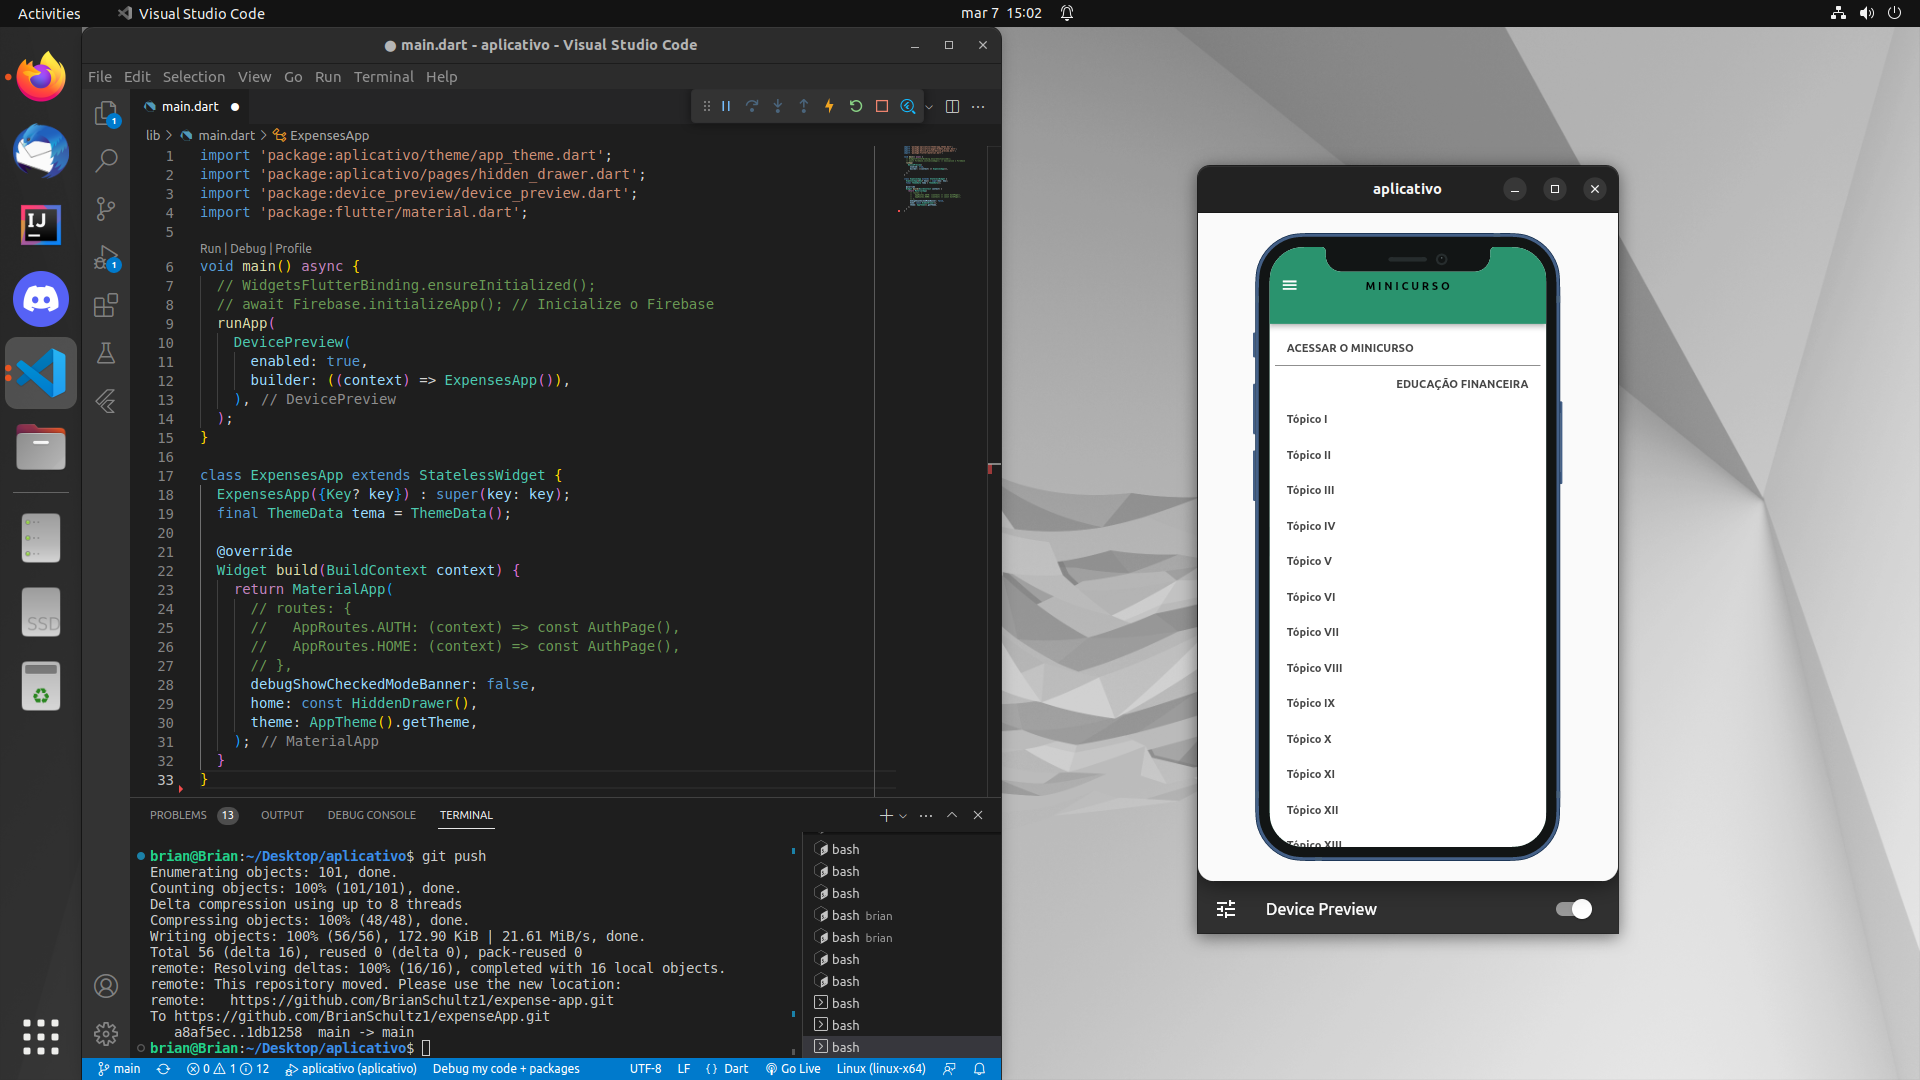 Activities
Visual Studio Code
mar 7 15:02
● main.dart - aplicativo - Visual Studio Code
File Edit Selection View Go Run Terminal Help
main.dart
lib > main.dart > ExpensesApp
1 import 'package:aplicativo/theme/app_theme.dart';
2 import 'package:aplicativo/pages/hidden_drawer.dart';
3 import 'package:device_preview/device_preview.dart';
4 import 'package:flutter/material.dart';
5
Run | Debug | Profile
6 void main() async {
7 // WidgetsFlutterBinding.ensureInitialized();
8 // await Firebase.initializeApp(); // Inicialize o Firebase
9 runApp(
10 DevicePreview(
11 enabled: true,
12 builder: ((context) => ExpensesApp()),
13 ), // DevicePreview
14 );
15 }
16
17 class ExpensesApp extends StatelessWidget {
18 ExpensesApp({Key? key}) : super(key: key);
19 final ThemeData tema = ThemeData();
20
21 @override
22 Widget build(BuildContext context) {
23 return MaterialApp(
24 // routes: {
25 //   AppRoutes.AUTH: (context) => const AuthPage(),
26 //   AppRoutes.HOME: (context) => const AuthPage(),
27 // },
28 debugShowCheckedModeBanner: false,
29 home: const HiddenDrawer(),
30 theme: AppTheme().getTheme,
31 ); // MaterialApp
32 }
33 }
PROBLEMS 13 OUTPUT DEBUG CONSOLE TERMINAL
brian@Brian:~/Desktop/aplicativo$ git push
Enumerating objects: 101, done.
Counting objects: 100% (101/101), done.
Delta compression using up to 8 threads
Compressing objects: 100% (48/48), done.
Writing objects: 100% (56/56), 172.90 KiB | 21.61 MiB/s, done.
Total 56 (delta 16), reused 0 (delta 0), pack-reused 0
remote: Resolving deltas: 100% (16/16), completed with 16 local objects.
remote: This repository moved. Please use the new location:
remote:   https://github.com/BrianSchultz1/expense-app.git
To https://github.com/BrianSchultz1/expenseApp.git
a8af5ec..1db1258  main -> main
brian@Brian:~/Desktop/aplicativo$
bash
bash
bash
bash brian
bash brian
bash
bash
bash
bash
bash
main 0 1 12 aplicativo (aplicativo) Debug my code + packages UTF-8 LF {} Dart Go Live Linux (linux-x64)
1
1
IJ
SSD
aplicativo
MINICURSO
ACESSAR O MINICURSO
EDUCAÇÃO FINANCEIRA
Tópico I
Tópico II
Tópico III
Tópico IV
Tópico V
Tópico VI
Tópico VII
Tópico VIII
Tópico IX
Tópico X
Tópico XI
Tópico XII
Tópico XIII
Device Preview